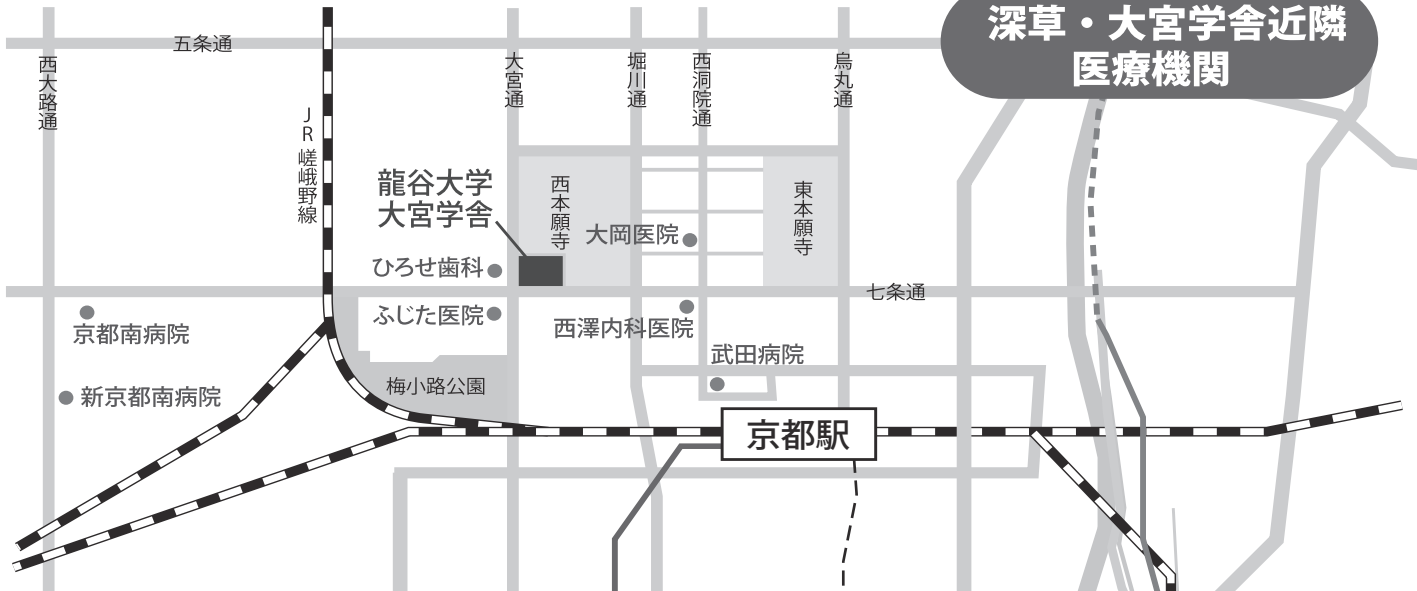 深草・大宮学舎近隣
医療機関
五条通
西大路通
JR嵯峨野線
大宮通
堀川通
西洞院通
烏丸通
龍谷大学
大宮学舎
西本願寺
東本願寺
大岡医院
ひろせ歯科
七条通
ふじた医院
京都南病院
西澤内科医院
武田病院
新京都南病院
梅小路公園
京都駅